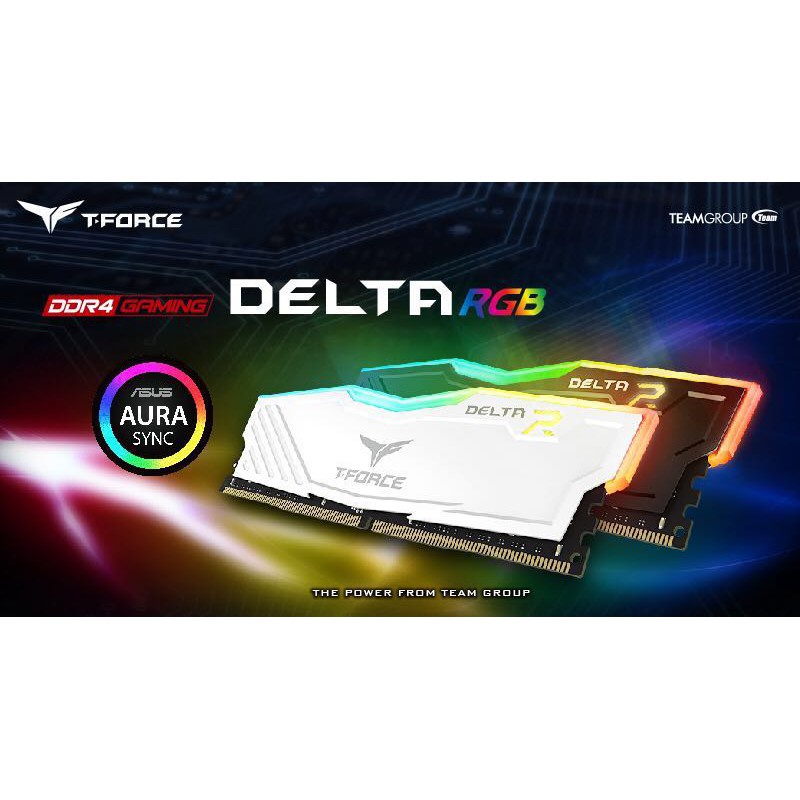 T-FORCE
TEAMGROUP Team
DDR4 GAMING DELTA RGB
ASUS
AURA
SYNC
DELTA R
DELTA R
T-FORCE
THE POWER FROM TEAM GROUP